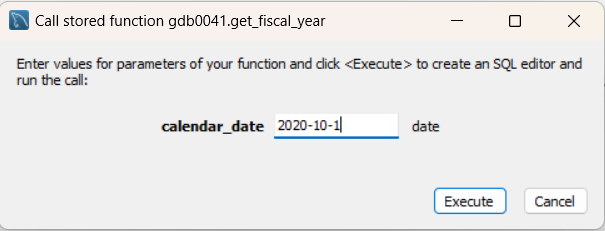 Call stored function gdb0041.get_fiscal_year
Enter values for parameters of your function and click <Execute> to create an SQL editor and
run the call:
calendar_date 2020-10-1 date
Execute Cancel